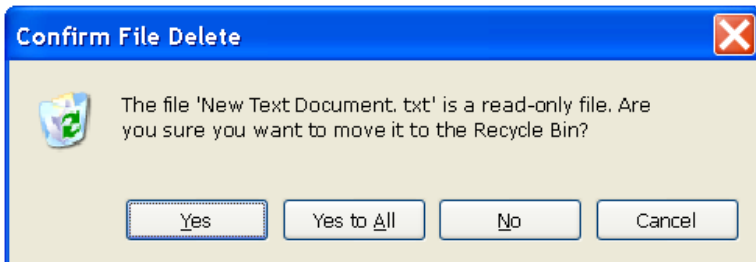 Confirm File Delete
The file 'New Text Document. txt' is a read-only file. Are
you sure you want to move it to the Recycle Bin?
Yes
Yes to All
No
Cancel